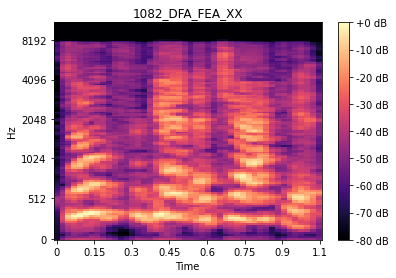 1082_DFA_FEA_XX
+0 dB
8192
-10 dB
4096
-20 dB
-30 dB
2048
Hz
-40 dB
1024
-50 dB
512
-60 dB
-70 dB
0
-80 dB
0 0.15 0.3 0.45 0.6 0.75 0.9 1.1
Time